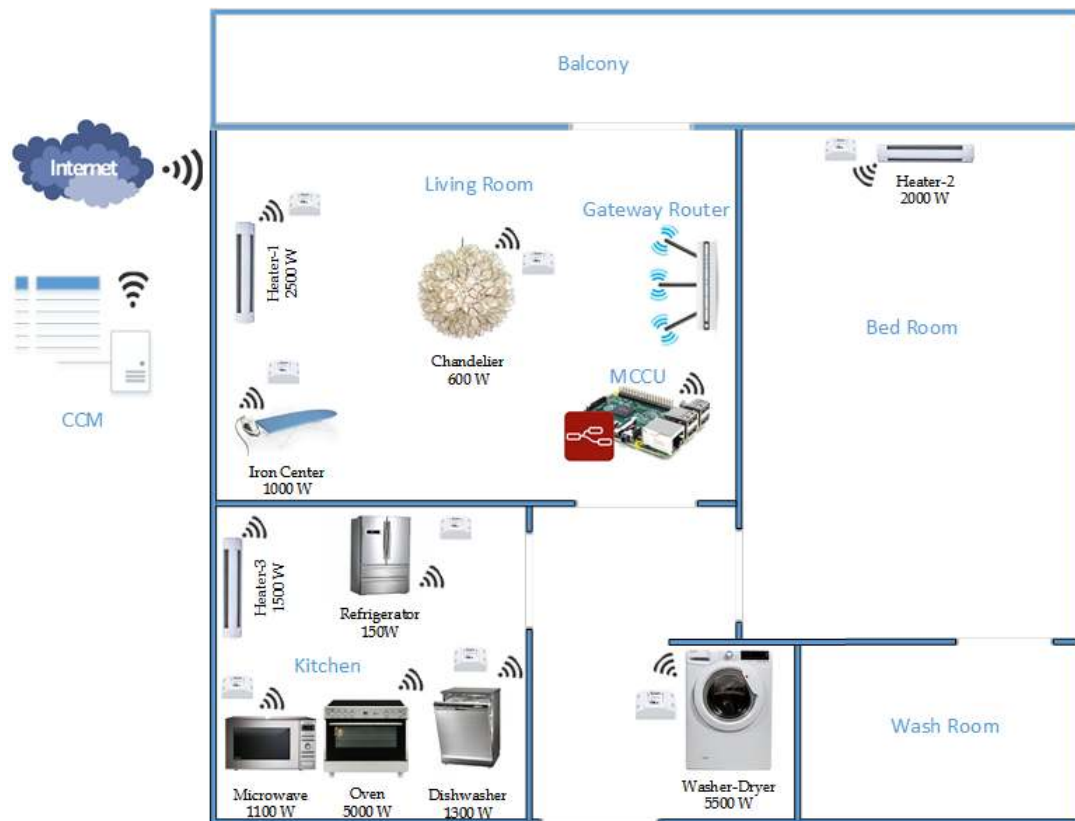 Balcony
Internet
Living Room
Gateway Router
Heater-2
2000 W
Heater-1
2500 W
Chandelier
600 W
Bed Room
MCCU
CCM
Iron Center
1000 W
Heater-3
1500 W
Refrigerator
150W
Kitchen
Wash Room
Microwave
1100 W
Oven
5000 W
Dishwasher
1300 W
Washer-Dryer
5500 W